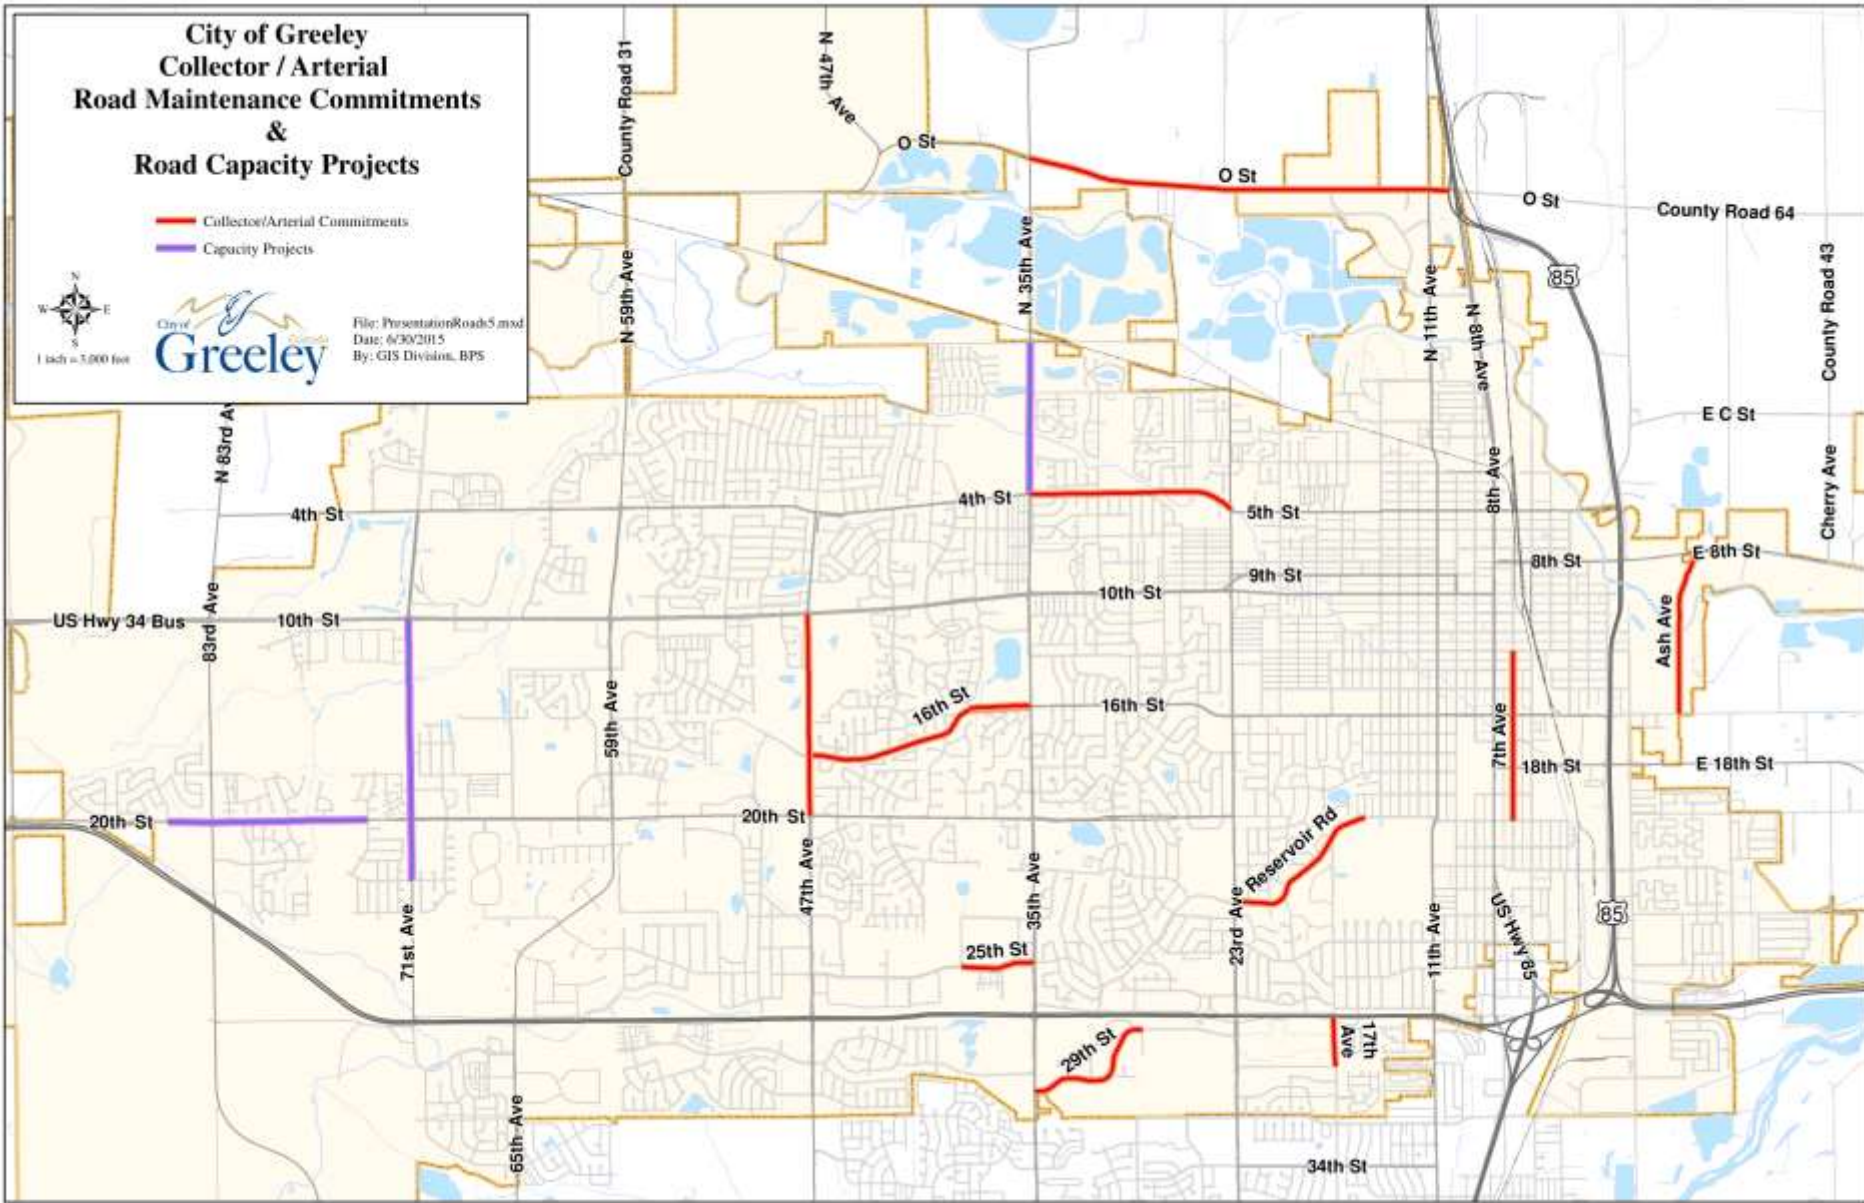 City of Greeley
Collector / Arterial
Road Maintenance Commitments
&
Road Capacity Projects
Collector/Arterial Commitments
Capacity Projects
N
W E
S
1 inch = 3,000 feet
City of
Greeley
File: PresentationRoads5.mxd
Date: 6/30/2015
By: GIS Division, BPS
County Road 31
N 47th Ave
O St
O St
O St
County Road 64
N 59th Ave
N 35th Ave
N 11th Ave
N 8th Ave
85
County Road 43
N 83rd Av
E C St
4th St
4th St
5th St
8th Ave
Cherry Ave
8th St
E 8th St
9th St
10th St
US Hwy 34 Bus
10th St
83rd Ave
Ash Ave
59th Ave
16th St
16th St
7th Ave
18th St
E 18th St
20th St
20th St
Reservoir Rd
47th Ave
35th Ave
23rd Ave
11th Ave
US Hwy 85
85
71st Ave
25th St
29th St
17th
Ave
65th Ave
34th St